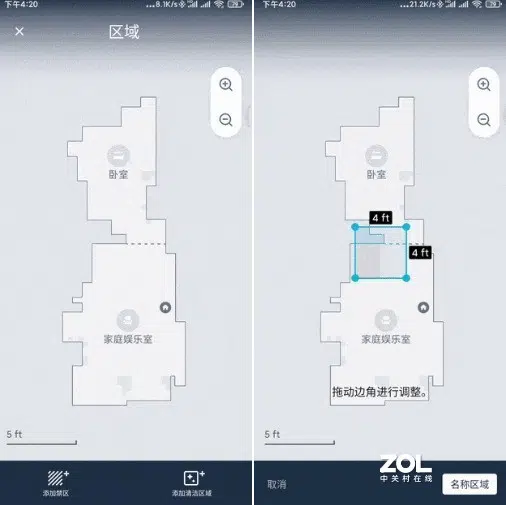 下午4:20
...8.1K/s
78
区域
卧室
家庭娱乐室
5 ft
添加禁区
添加清洁区域
下午4:20
...21.2K/s
78
卧室
4 ft
4 ft
家庭娱乐室
拖动边角进行调整。
5 ft
取消
名称区域
ZOL
中关村在线